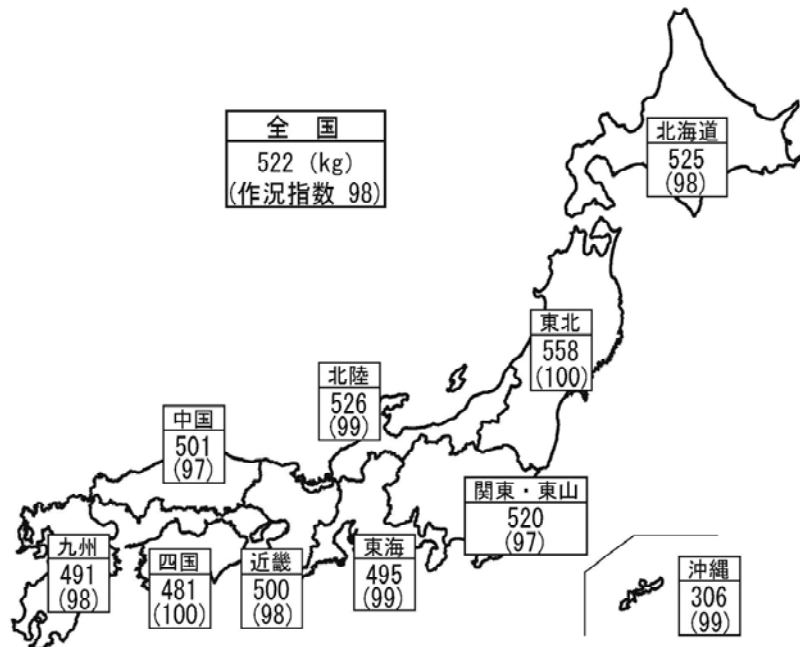 全 国
522 (kg)
(作況指数 98)
北海道
525
(98)
東北
558
(100)
北陸
526
(99)
中国
501
(97)
関東・東山
520
(97)
九州
491
(98)
四国
481
(100)
近畿
500
(98)
東海
495
(99)
沖縄
306
(99)